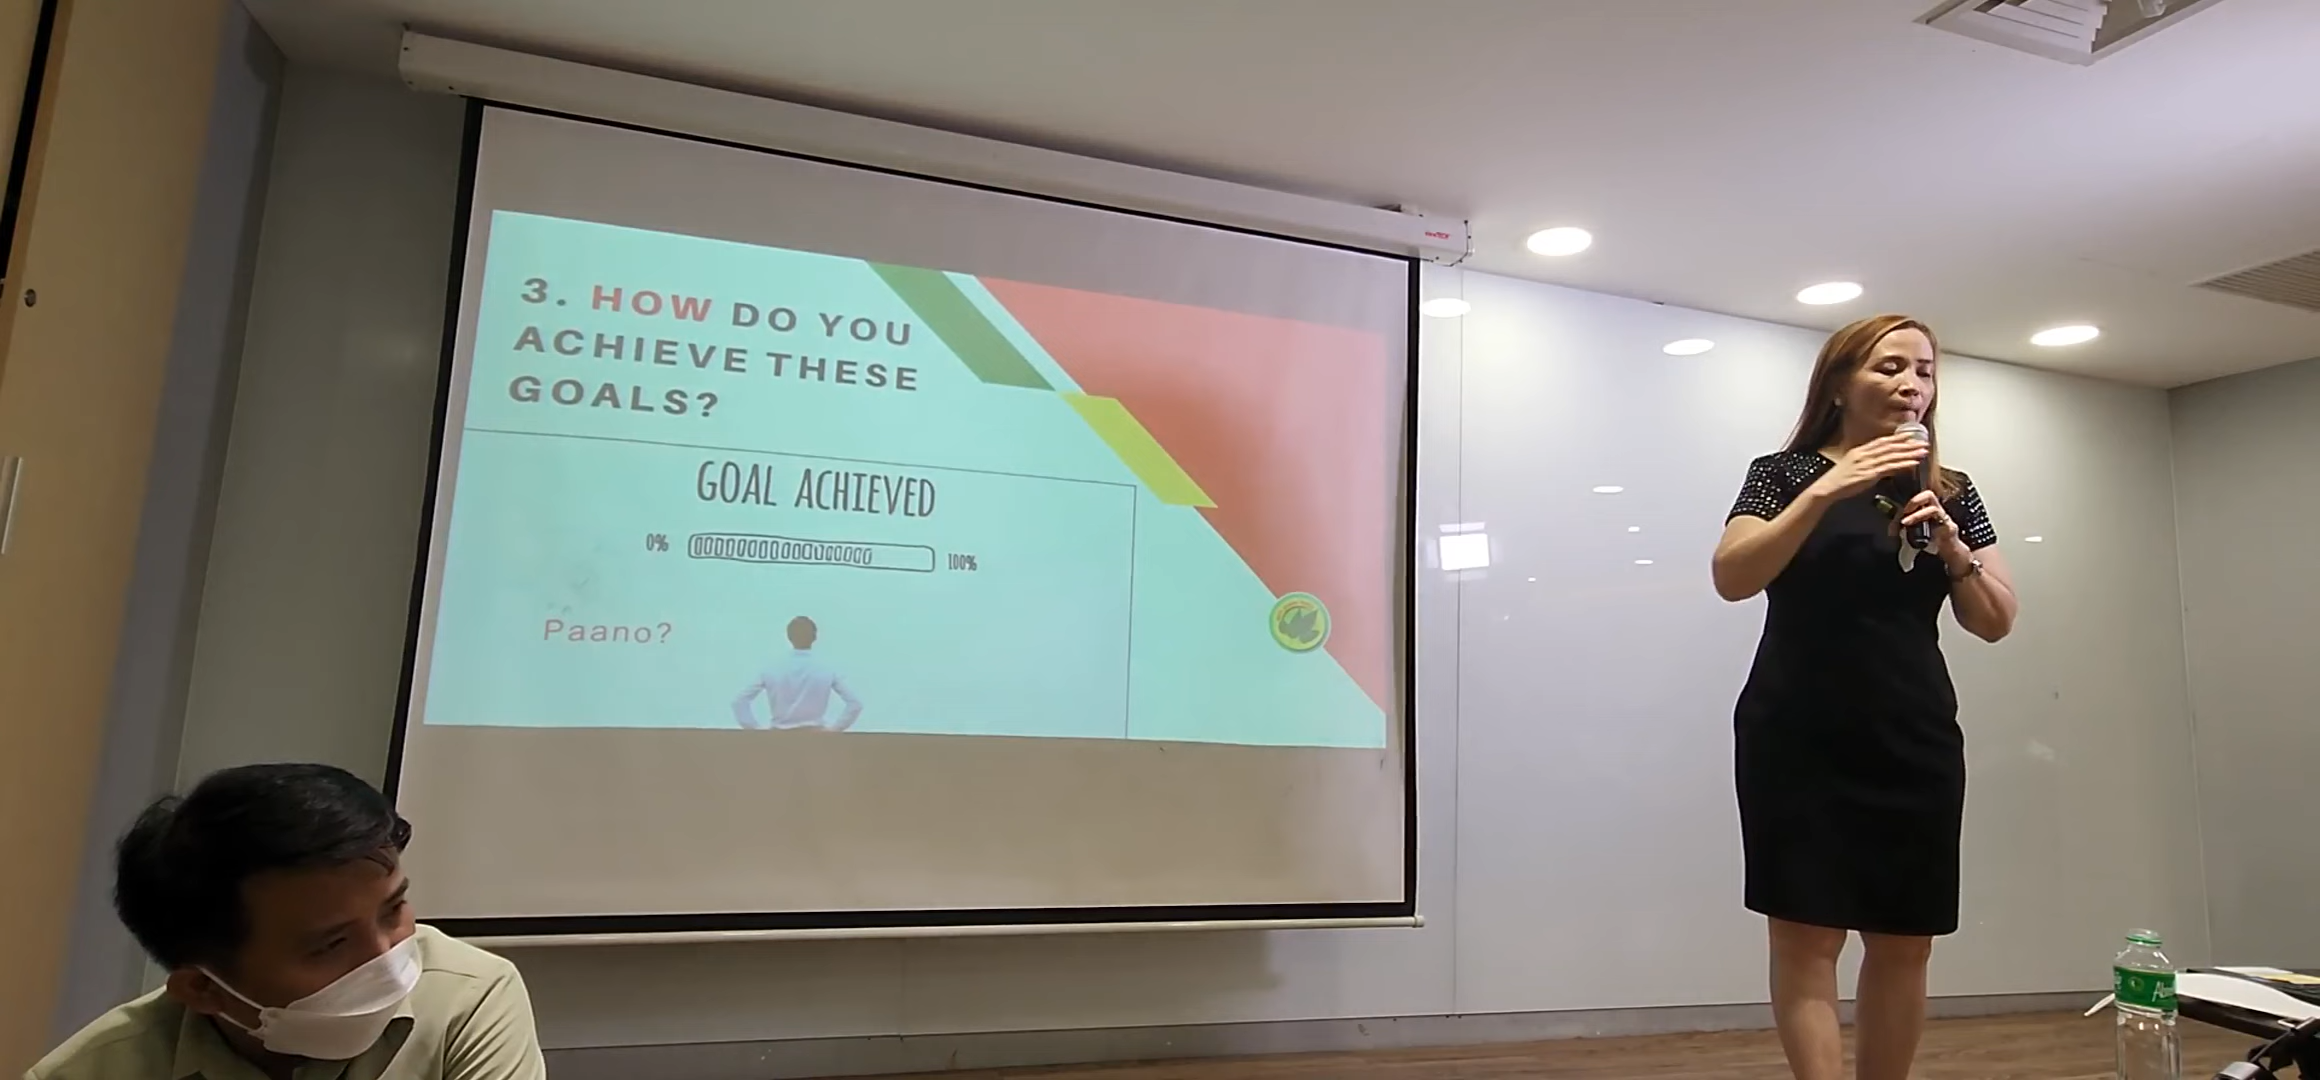 3. HOW DO YOU
ACHIEVE THESE
GOALS?
GOAL ACHIEVED
0%
100%
Paano?